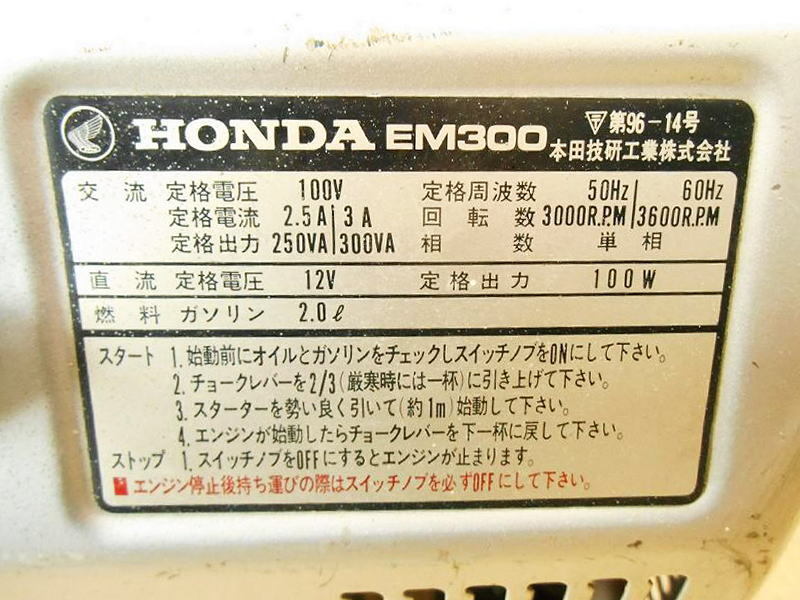 HONDA EM300 第96-14号
本田技研工業株式会社
交流 定格電圧 100V 定格周波数 50Hz 60Hz
定格電流 2.5A 3A 回転数 3000R.P.M 3600R.P.M
定格出力 250VA 300VA 相数 単相
直流 定格電圧 12V 定格出力 100W
燃料 ガソリン 2.0ℓ
スタート 1. 始動前にオイルとガソリンをチェックしスイッチノブをONにして下さい。
2. チョークレバーを2/3(厳寒時には一杯)に引き上げて下さい。
3. スターターを勢い良く引いて(約1m)始動して下さい。
4. エンジンが始動したらチョークレバーを下一杯に戻して下さい。
ストップ 1. スイッチノブをOFFにするとエンジンが止まります。
エンジン停止後持ち運びの際はスイッチノブを必ずOFFにして下さい。